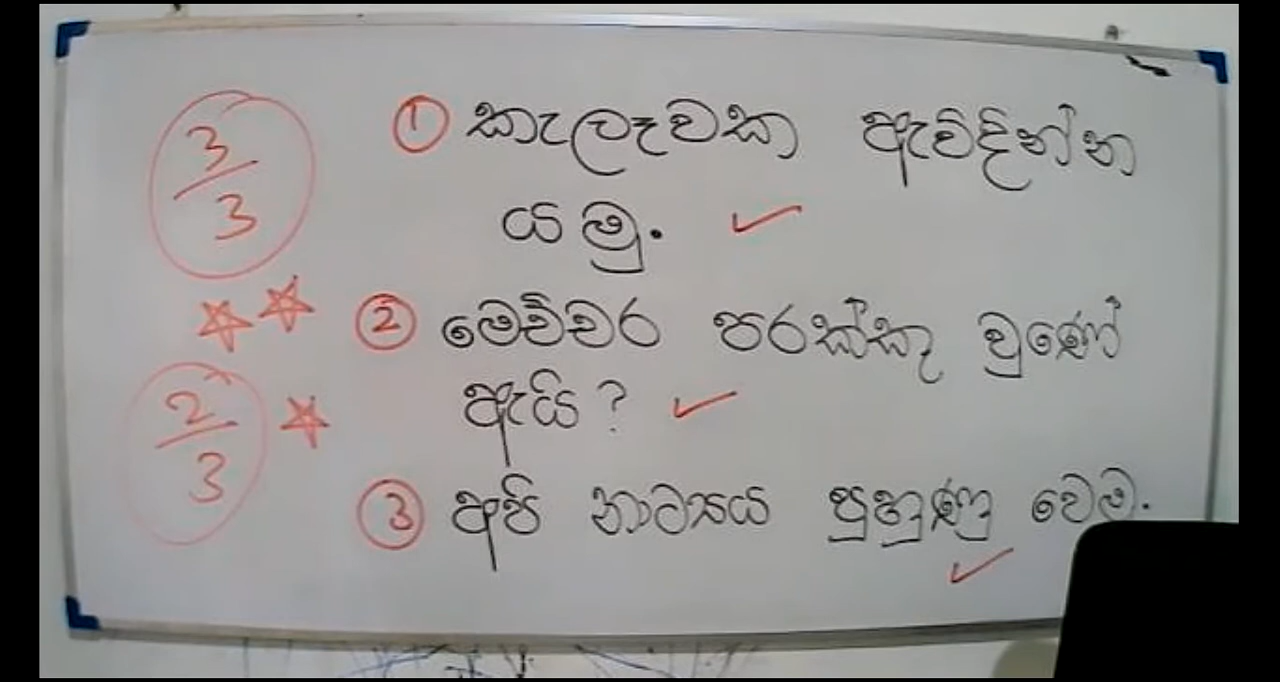 3/3
① කැලෑවක ඇවිදින්න
යමු.
② මෙච්චර පරක්කු වුණේ
ඇයි?
2/3
③ අපි නාට්‍යය පුහුණු වෙමු.